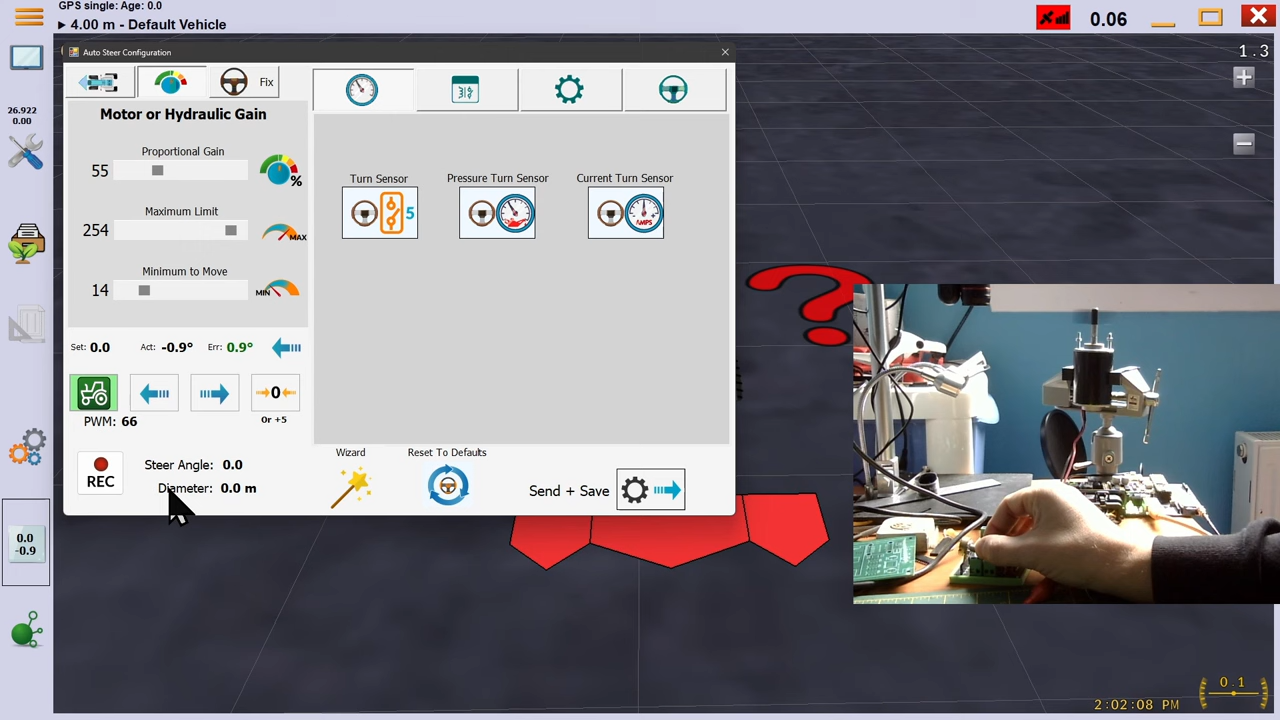 GPS single: Age: 0.0
▸ 4.00 m - Default Vehicle
0.06
1.3
26.922
0.00
0.0
-0.9
Auto Steer Configuration
Fix
Motor or Hydraulic Gain
Proportional Gain
55
%
Maximum Limit
254
MAX
Minimum to Move
14
MIN
Set: 0.0 Act: -0.9° Err: 0.9°
0
Or +5
PWM: 66
REC
Steer Angle: 0.0
Diameter: 0.0 m
Turn Sensor
5
Pressure Turn Sensor
Current Turn Sensor
AMPS
Wizard
Reset To Defaults
Send + Save
?
0.1
2:02:08 PM